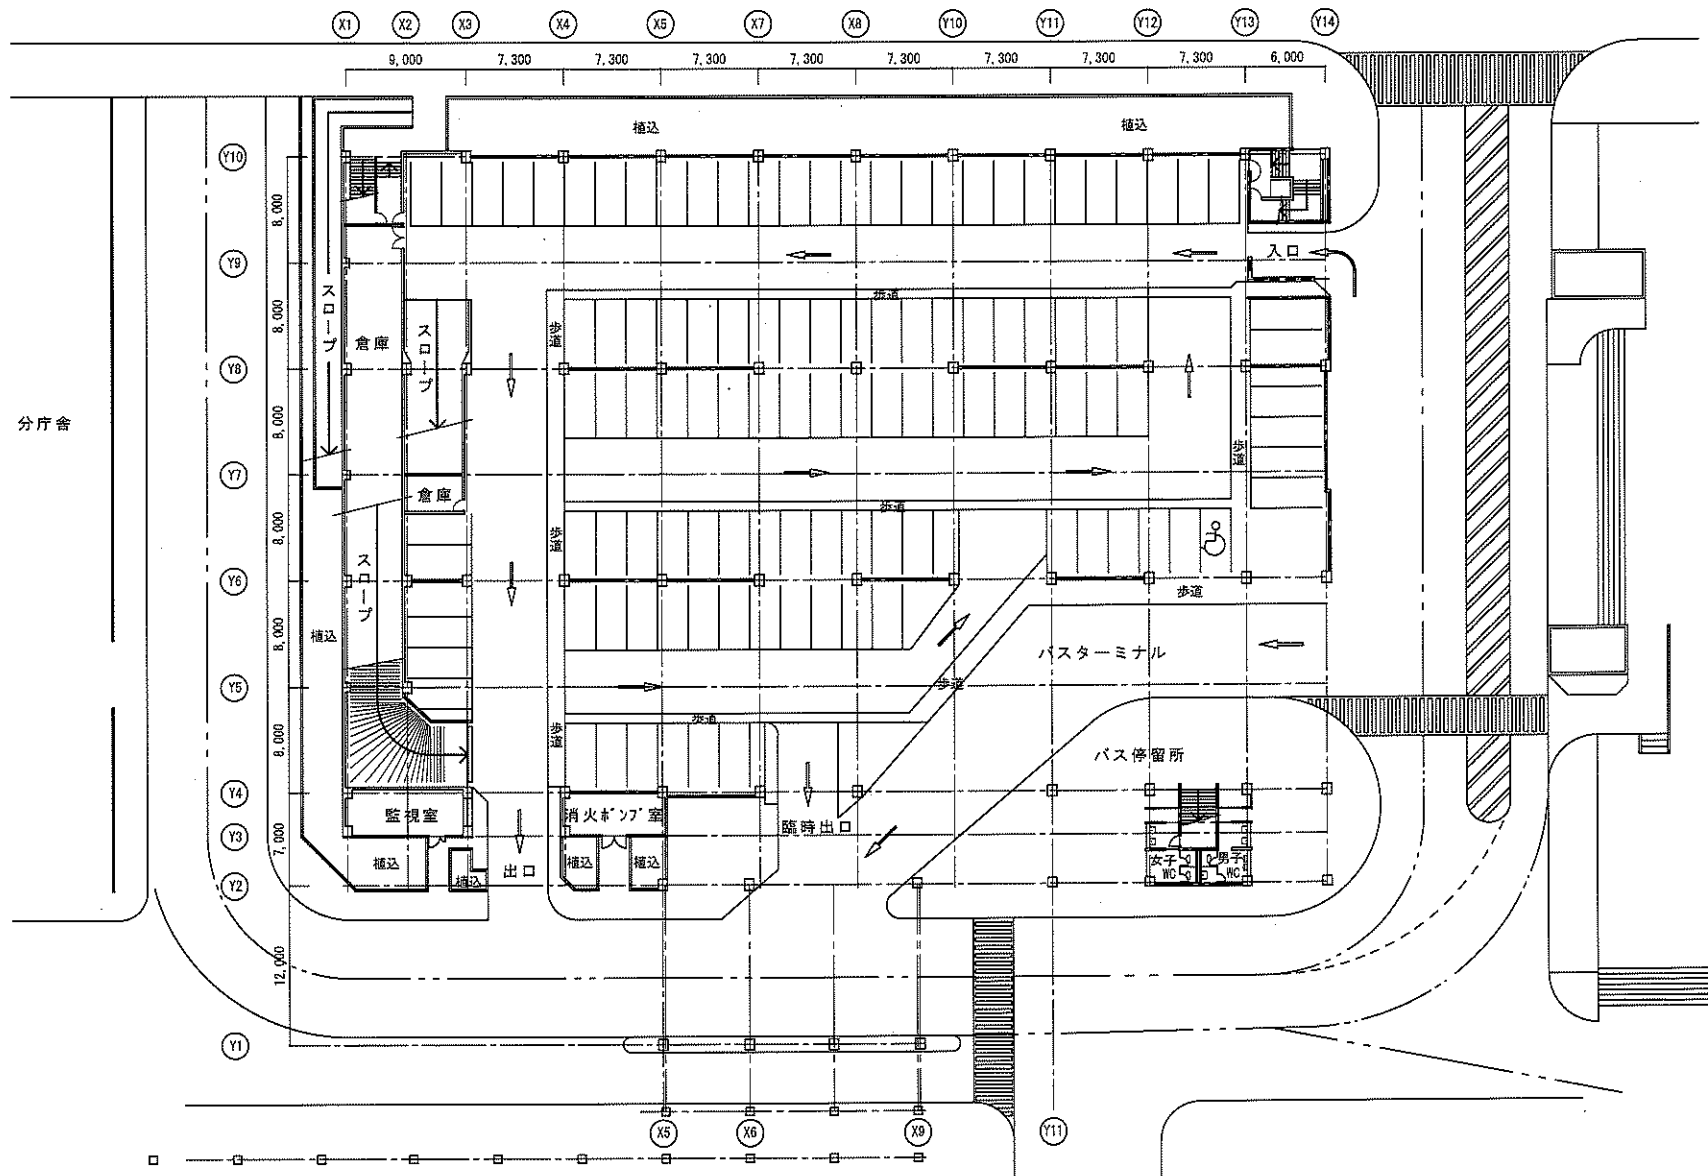 X1 X2 X3 X4 X5 X7 X8 Y10 Y11 Y12 Y13 Y14
9,000 7,300 7,300 7,300 7,300 7,300 7,300 7,300 7,300 6,000
植込 植込
Y10
8,000
Y9
入口
歩道
スロープ
8,000
倉庫
スロープ
歩道
Y8
8,000
分庁舎
歩道
Y7
倉庫
歩道
8,000
歩道
スロープ
Y6
歩道
植込
8,000
バスターミナル
Y5
歩道
歩道
8,000
歩道
バス停留所
Y4
監視室
消火ポンプ室
臨時出口
Y3
7,000
植込
植込
出口
植込
植込
女子WC
男子WC
Y2
12,000
Y1
X5 X6 X9 Y11